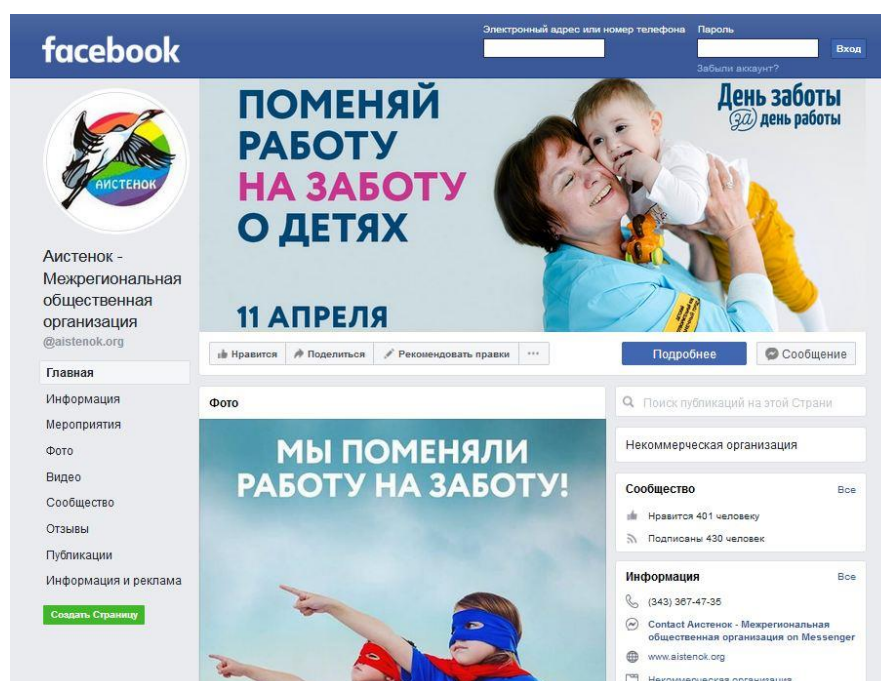 facebook
Электронный адрес или номер телефона
Пароль
Вход
Забыли аккаунт?
АИСТЕНОК
Аистенок -
Межрегиональная
общественная
организация
@aistenok.org
Главная
Информация
Мероприятия
Фото
Видео
Сообщество
Отзывы
Публикации
Информация и реклама
Создать Страницу
ПОМЕНЯЙ
РАБОТУ
НА ЗАБОТУ
О ДЕТЯХ
11 АПРЕЛЯ
День заботы
за день работы
Нравится
Поделиться
Рекомендовать правки
Подробнее
Сообщение
Фото
МЫ ПОМЕНЯЛИ
РАБОТУ НА ЗАБОТУ!
Поиск публикаций на этой Страни
Некоммерческая организация
Сообщество
Все
Нравится 401 человеку
Подписаны 430 человек
Информация
Все
(343) 367-47-35
Contact Аистенок - Межрегиональная
общественная организация on Messenger
www.aistenok.org
Некоммерческая организация